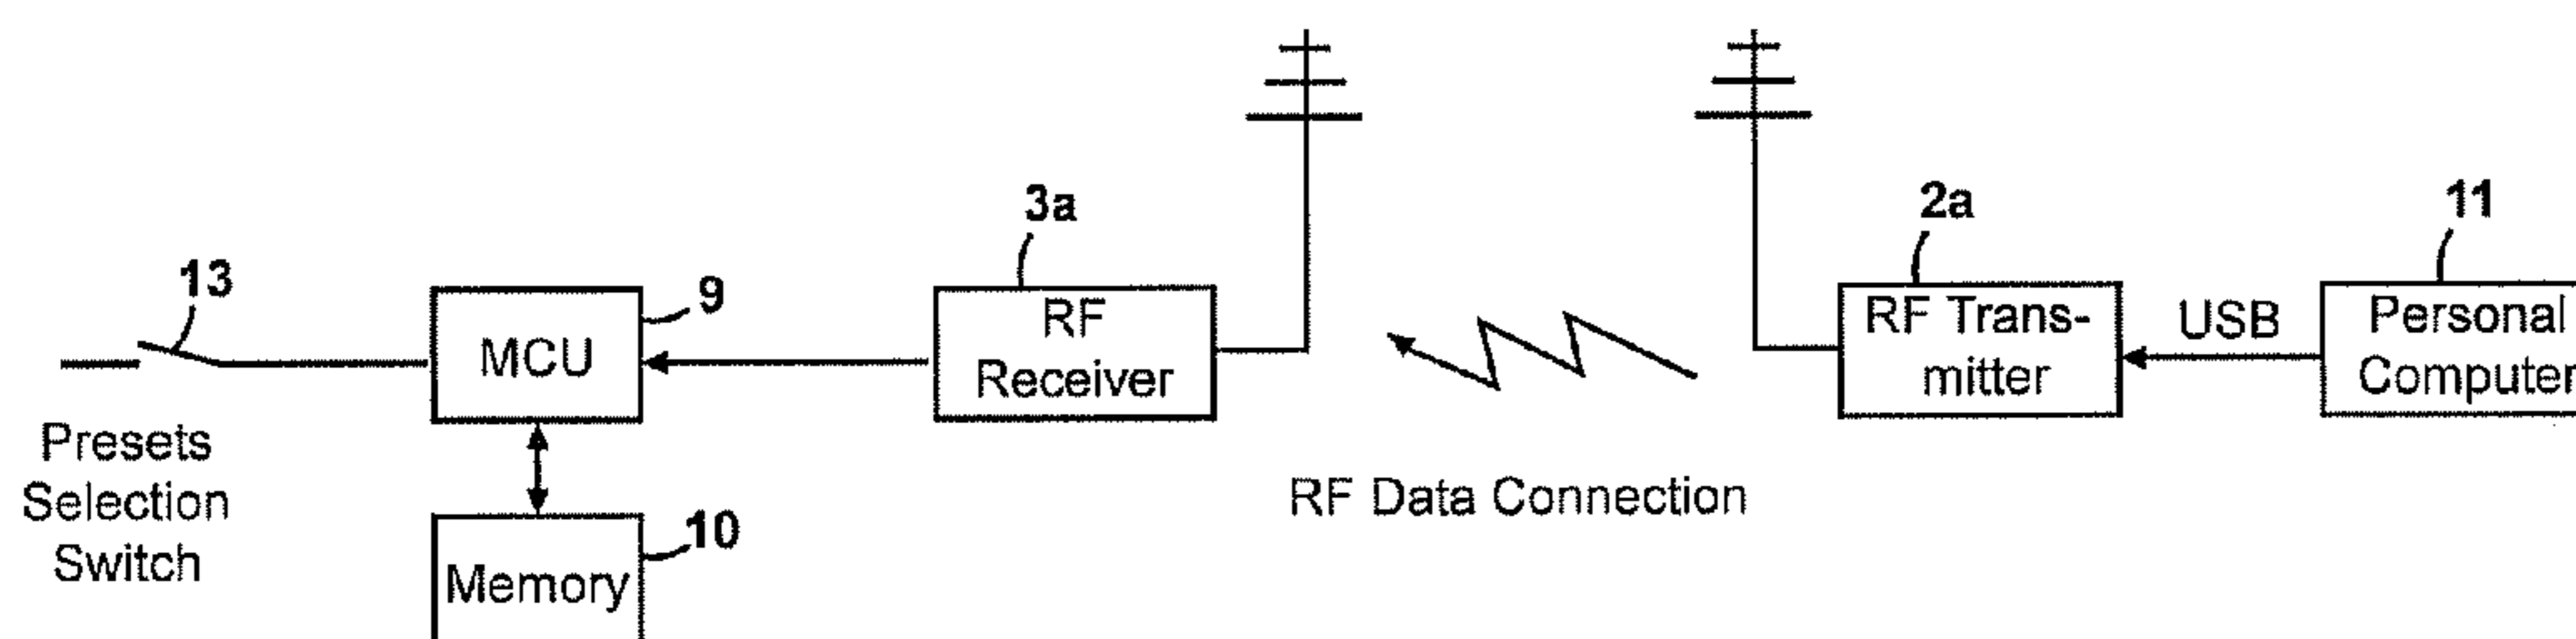 3a
2a
11
13
9
MCU
RF
Receiver
RF Trans-
mitter
USB
Personal
Computer
Presets
Selection
Switch
RF Data Connection
10
Memory